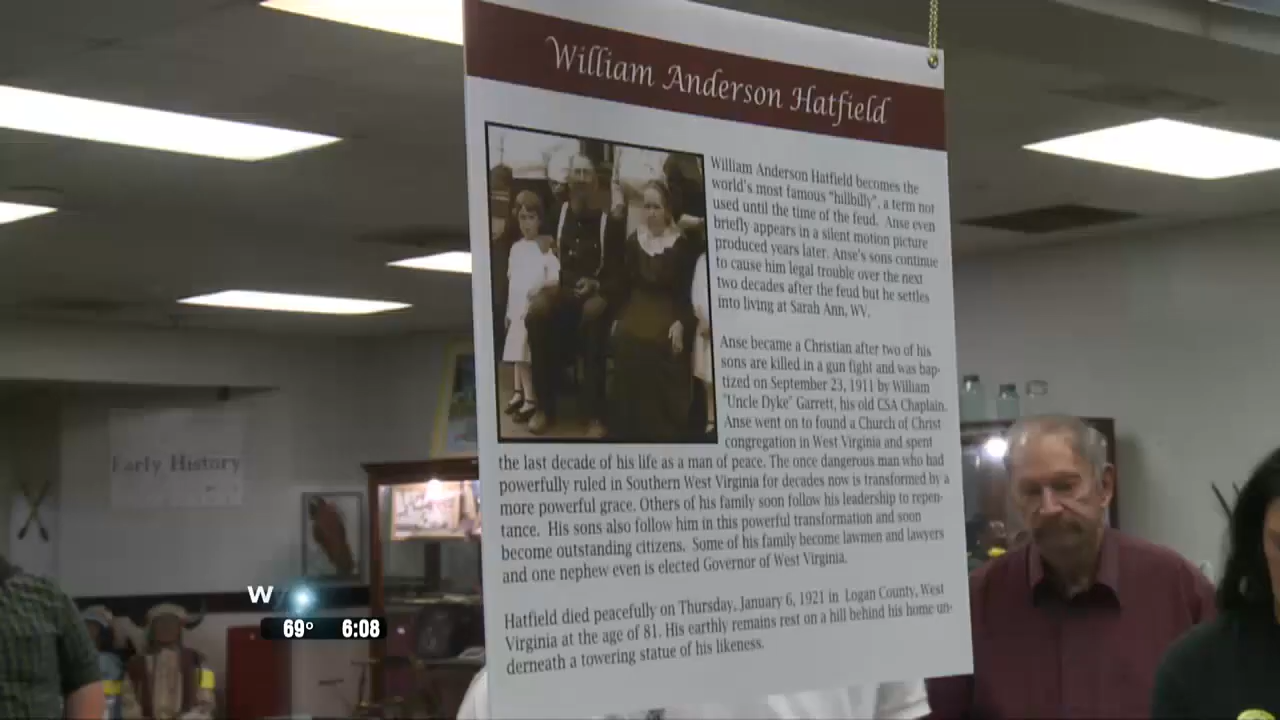 William Anderson Hatfield
William Anderson Hatfield becomes the
world's most famous "hillbilly", a term not
used until the time of the feud. Anse even
briefly appears in a silent motion picture
produced years later. Anse's sons continue
to cause him legal trouble over the next
two decades after the feud but he settles
into living at Sarah Ann, WV.
Anse became a Christian after two of his
sons are killed in a gun fight and was bap-
tized on September 23, 1911 by William
"Uncle Dyke" Garrett, his old CSA Chaplain.
Anse went on to found a Church of Christ
congregation in West Virginia and spent
the last decade of his life as a man of peace. The once dangerous man who had
powerfully ruled in Southern West Virginia for decades now is transformed by a
more powerful grace. Others of his family soon follow his leadership to repen-
tance. His sons also follow him in this powerful transformation and soon
become outstanding citizens. Some of his family become lawmen and lawyers
and one nephew even is elected Governor of West Virginia.
Hatfield died peacefully on Thursday, January 6, 1921 in Logan County, West
Virginia at the age of 81. His earthly remains rest on a hill behind his home un-
derneath a towering statue of his likeness.
Early History
W
69° 6:08